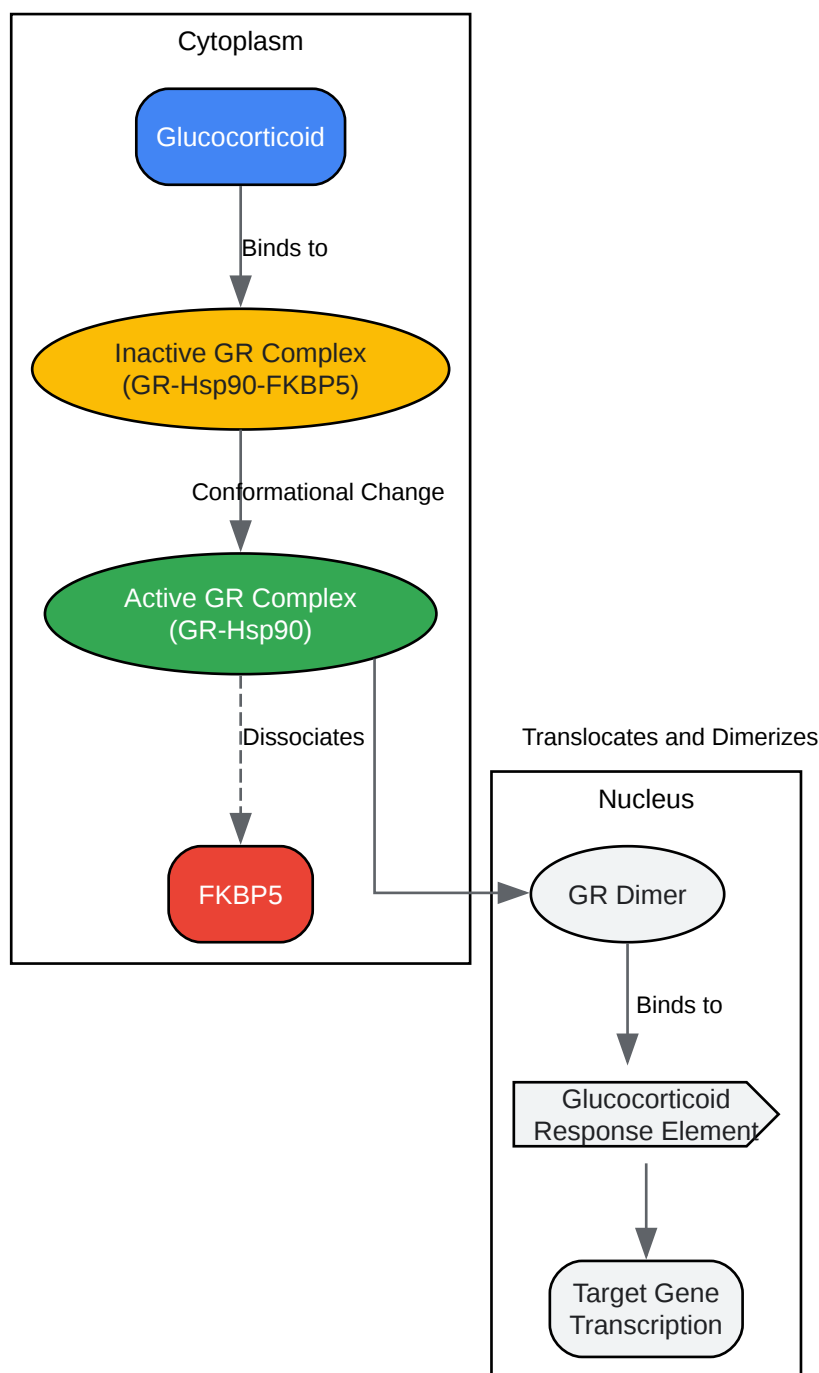 Cytoplasm
Glucocorticoid
Binds to
Inactive GR Complex
(GR-Hsp90-FKBP5)
Conformational Change
Active GR Complex
(GR-Hsp90)
Dissociates
FKBP5
Translocates and Dimerizes
Nucleus
GR Dimer
Binds to
Glucocorticoid
Response Element
Target Gene
Transcription